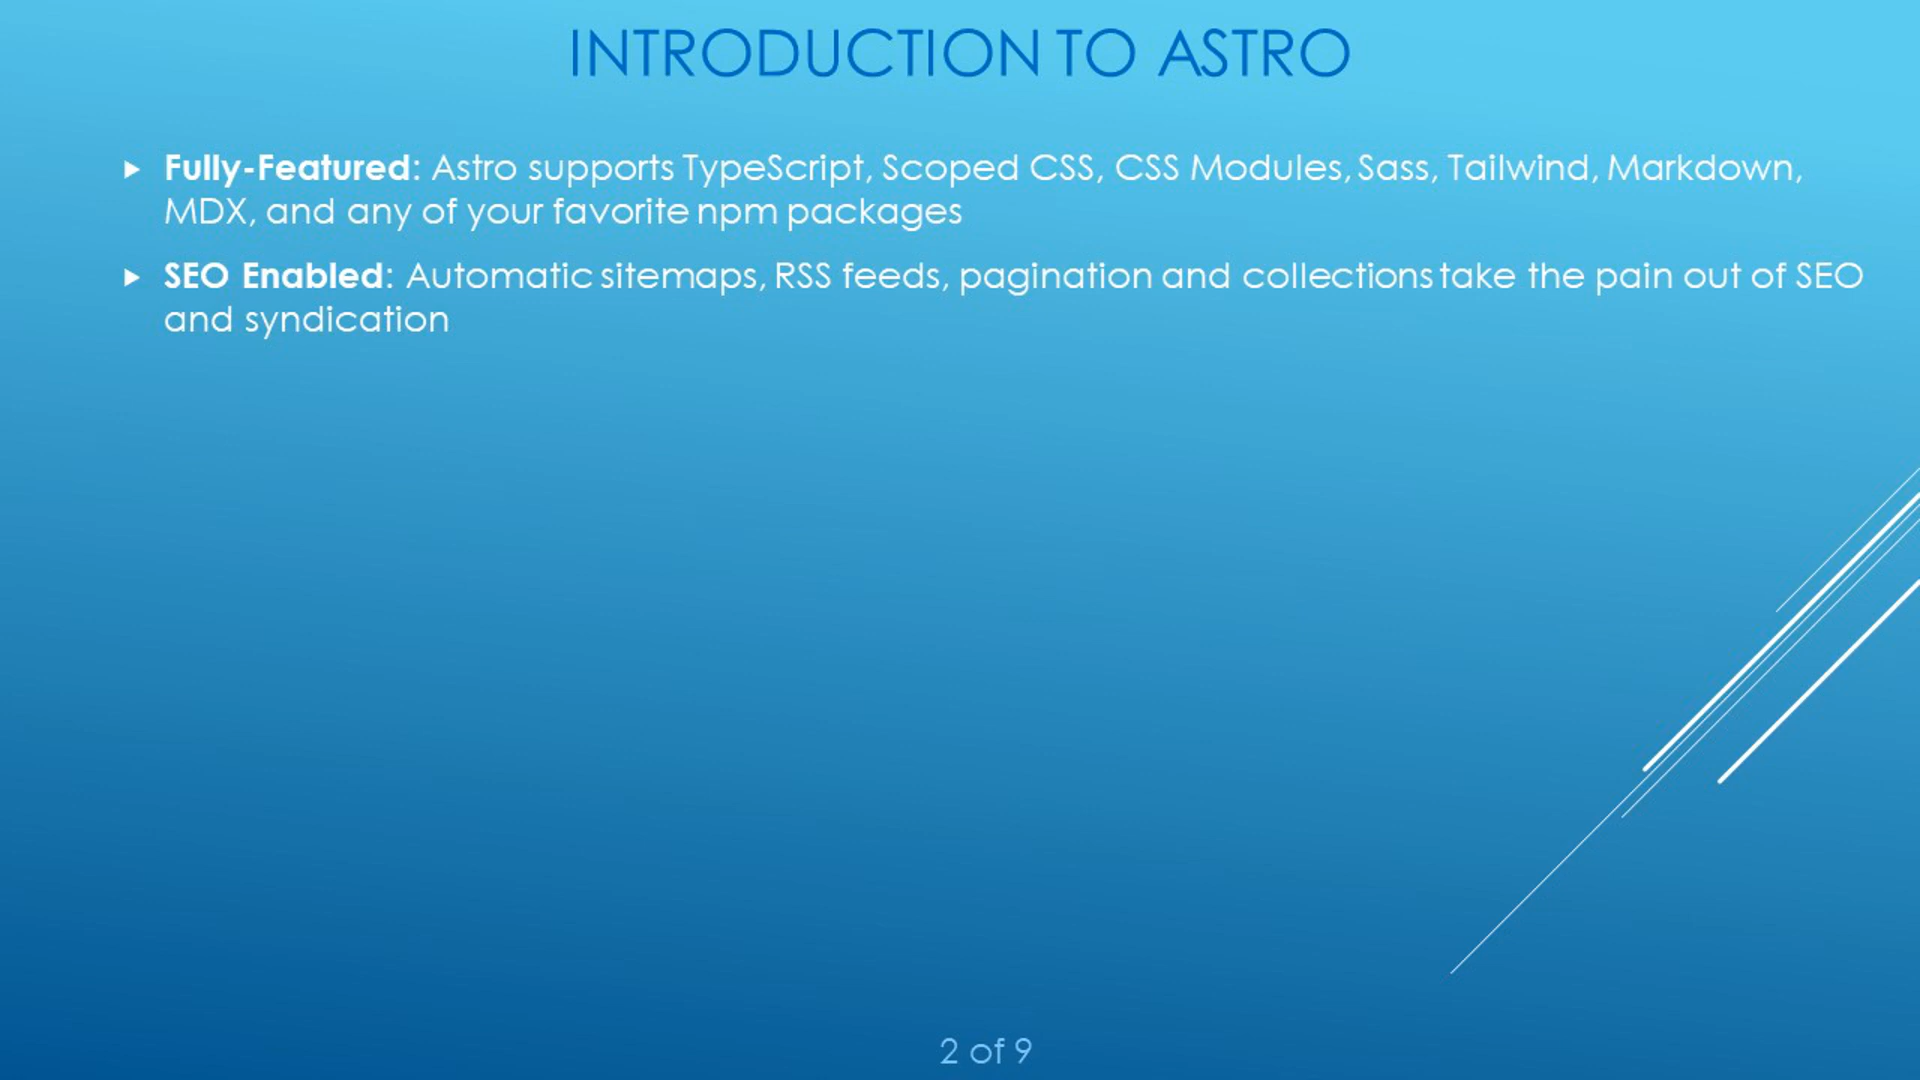 INTRODUCTION TO ASTRO
Fully-Featured: Astro supports TypeScript, Scoped CSS, CSS Modules, Sass, Tailwind, Markdown,
MDX, and any of your favorite npm packages
SEO Enabled: Automatic sitemaps, RSS feeds, pagination and collections take the pain out of SEO
and syndication
2 of 9